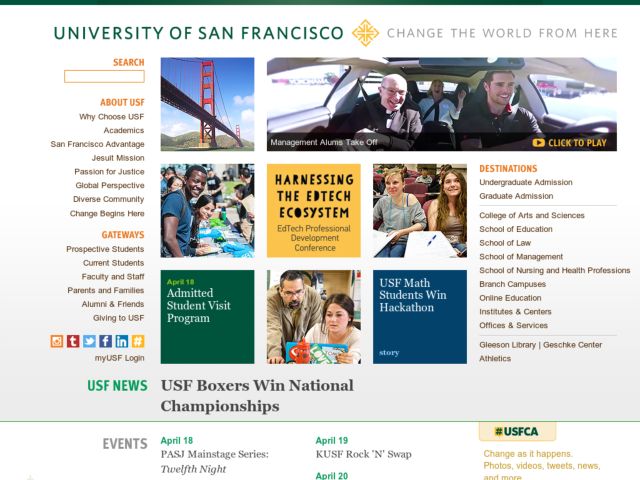 UNIVERSITY OF SAN FRANCISCO CHANGE THE WORLD FROM HERE
SEARCH
ABOUT USF
Why Choose USF
Academics
San Francisco Advantage
Jesuit Mission
Passion for Justice
Global Perspective
Diverse Community
Change Begins Here
GATEWAYS
Prospective Students
Current Students
Faculty and Staff
Parents and Families
Alumni & Friends
Giving to USF
myUSF Login
Management Alums Take Off
CLICK TO PLAY
HARNESSING
THE EDTECH
ECOSYSTEM
EdTech Professional
Development
Conference
April 18
Admitted
Student Visit
Program
USF Math
Students Win
Hackathon
story
DESTINATIONS
Undergraduate Admission
Graduate Admission
College of Arts and Sciences
School of Education
School of Law
School of Management
School of Nursing and Health Professions
Branch Campuses
Online Education
Institutes & Centers
Offices & Services
Gleeson Library | Geschke Center
Athletics
USF NEWS
USF Boxers Win National
Championships
EVENTS
April 18
PASJ Mainstage Series:
Twelfth Night
April 19
KUSF Rock 'N' Swap
April 20
#USFCA
Change as it happens.
Photos, videos, tweets, news,
and more.